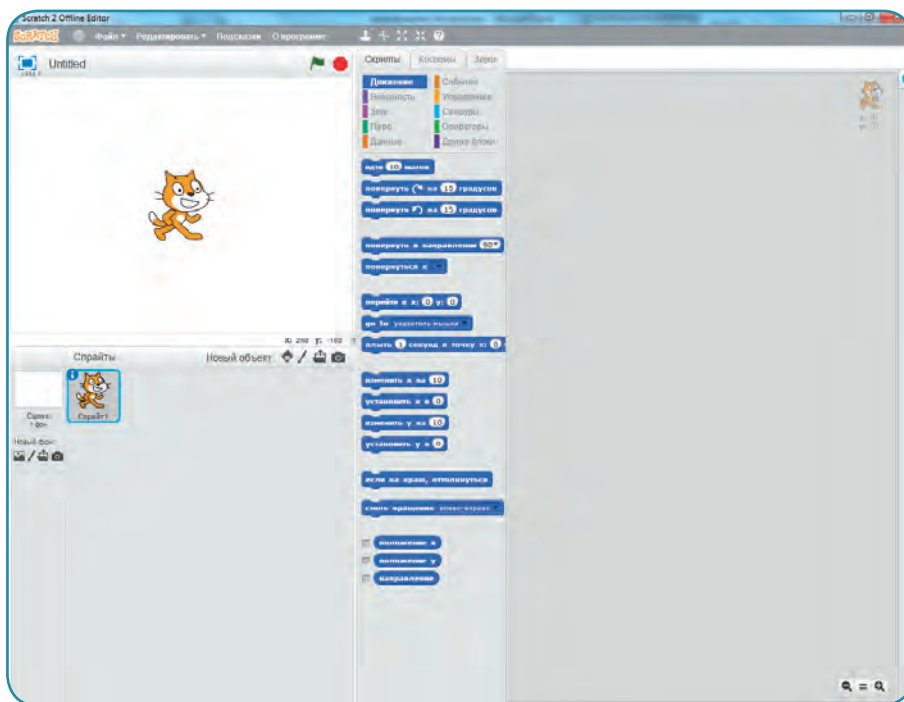 Scratch 2 Offline Editor
SCRATCH Файл Редактировать Подсказки О программе
Untitled
Скрипты Костюмы Звуки
Движение События
Внешность Управление
Звук Сенсоры
Перо Операторы
Данные Другие блоки
идти 10 шагов
повернуть на 15 градусов
повернуть на 15 градусов
повернуть в направлении 90
повернуться к
перейти в x: 0 y: 0
go to указатель мышки
плыть 1 секунд в точку x: 0
изменить x на 10
установить x в 0
изменить y на 10
установить y в 0
если на краю, оттолкнуться
стиль вращения влево-вправо
положение x
положение y
направление
Спрайты Новый объект
Сцена
1 фон
Спрайт1
Новый фон